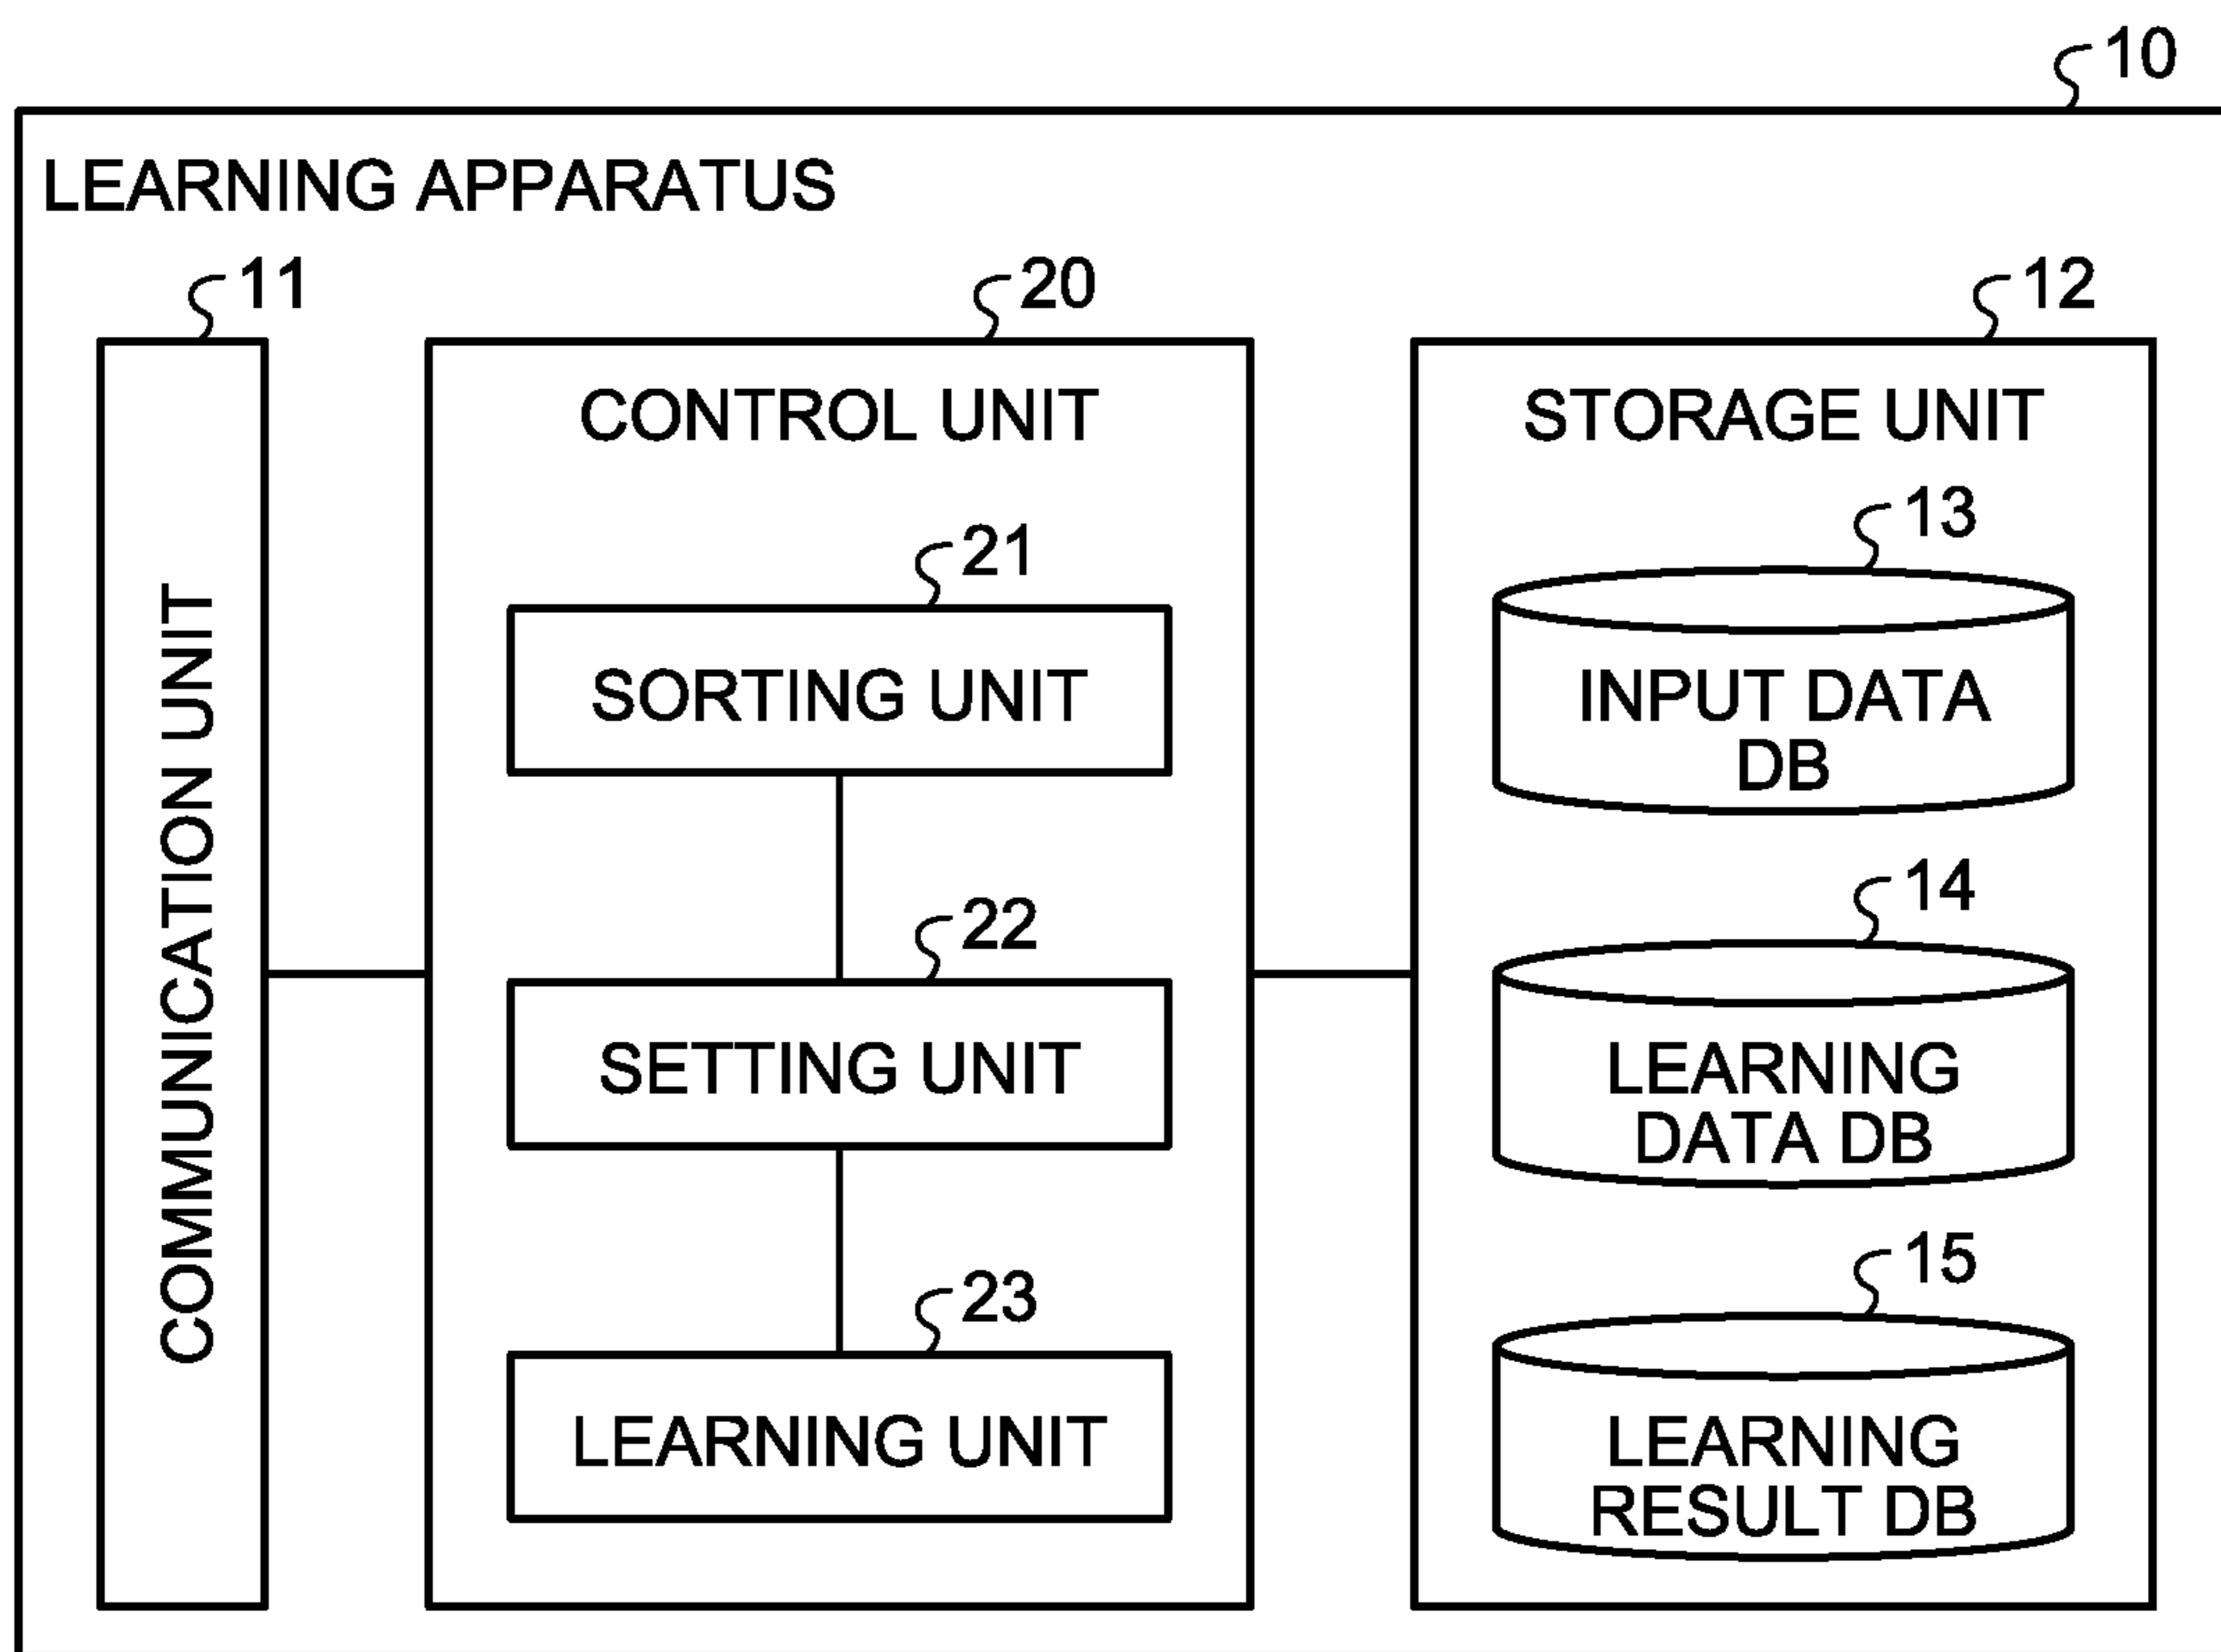 10
LEARNING APPARATUS
11
COMMUNICATION UNIT
20
CONTROL UNIT
21
SORTING UNIT
22
SETTING UNIT
23
LEARNING UNIT
12
STORAGE UNIT
13
INPUT DATA
DB
14
LEARNING
DATA DB
15
LEARNING
RESULT DB